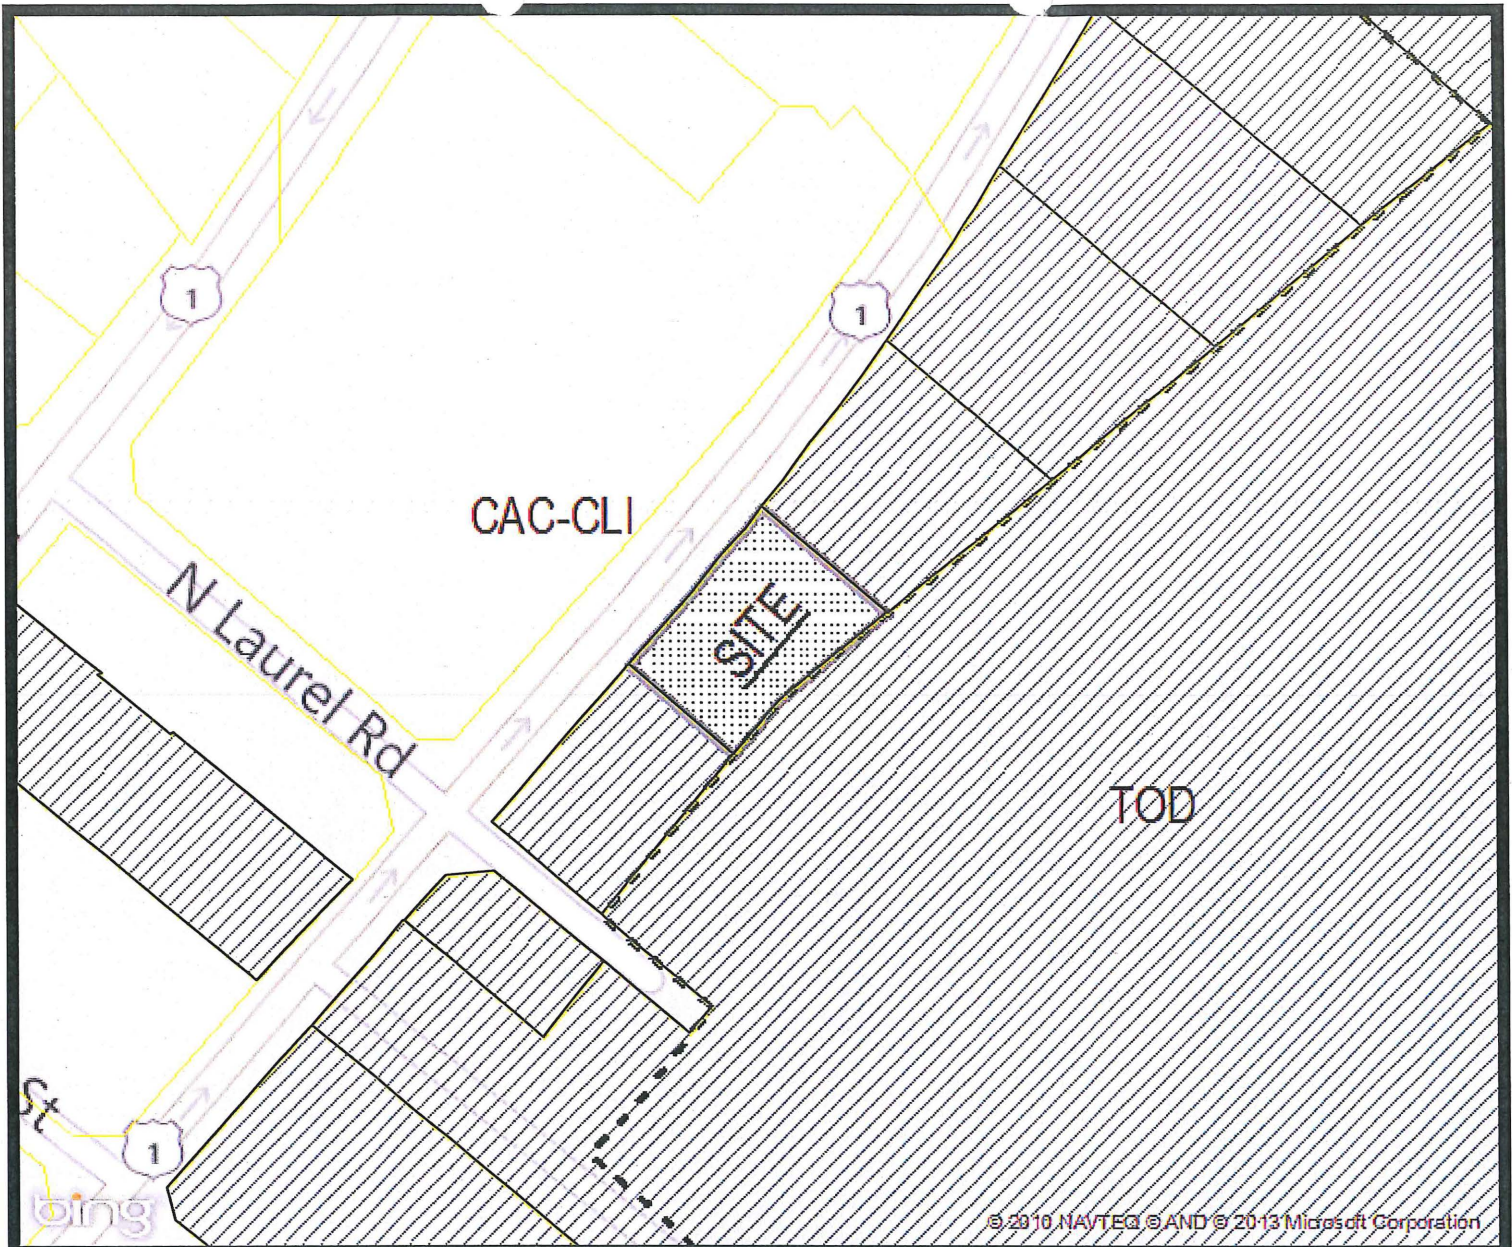 1
1
CAC-CLI
N Laurel Rd
SITE
TOD
St
1
bing
© 2010 NAVTEQ © AND © 2013 Microsoft Corporation